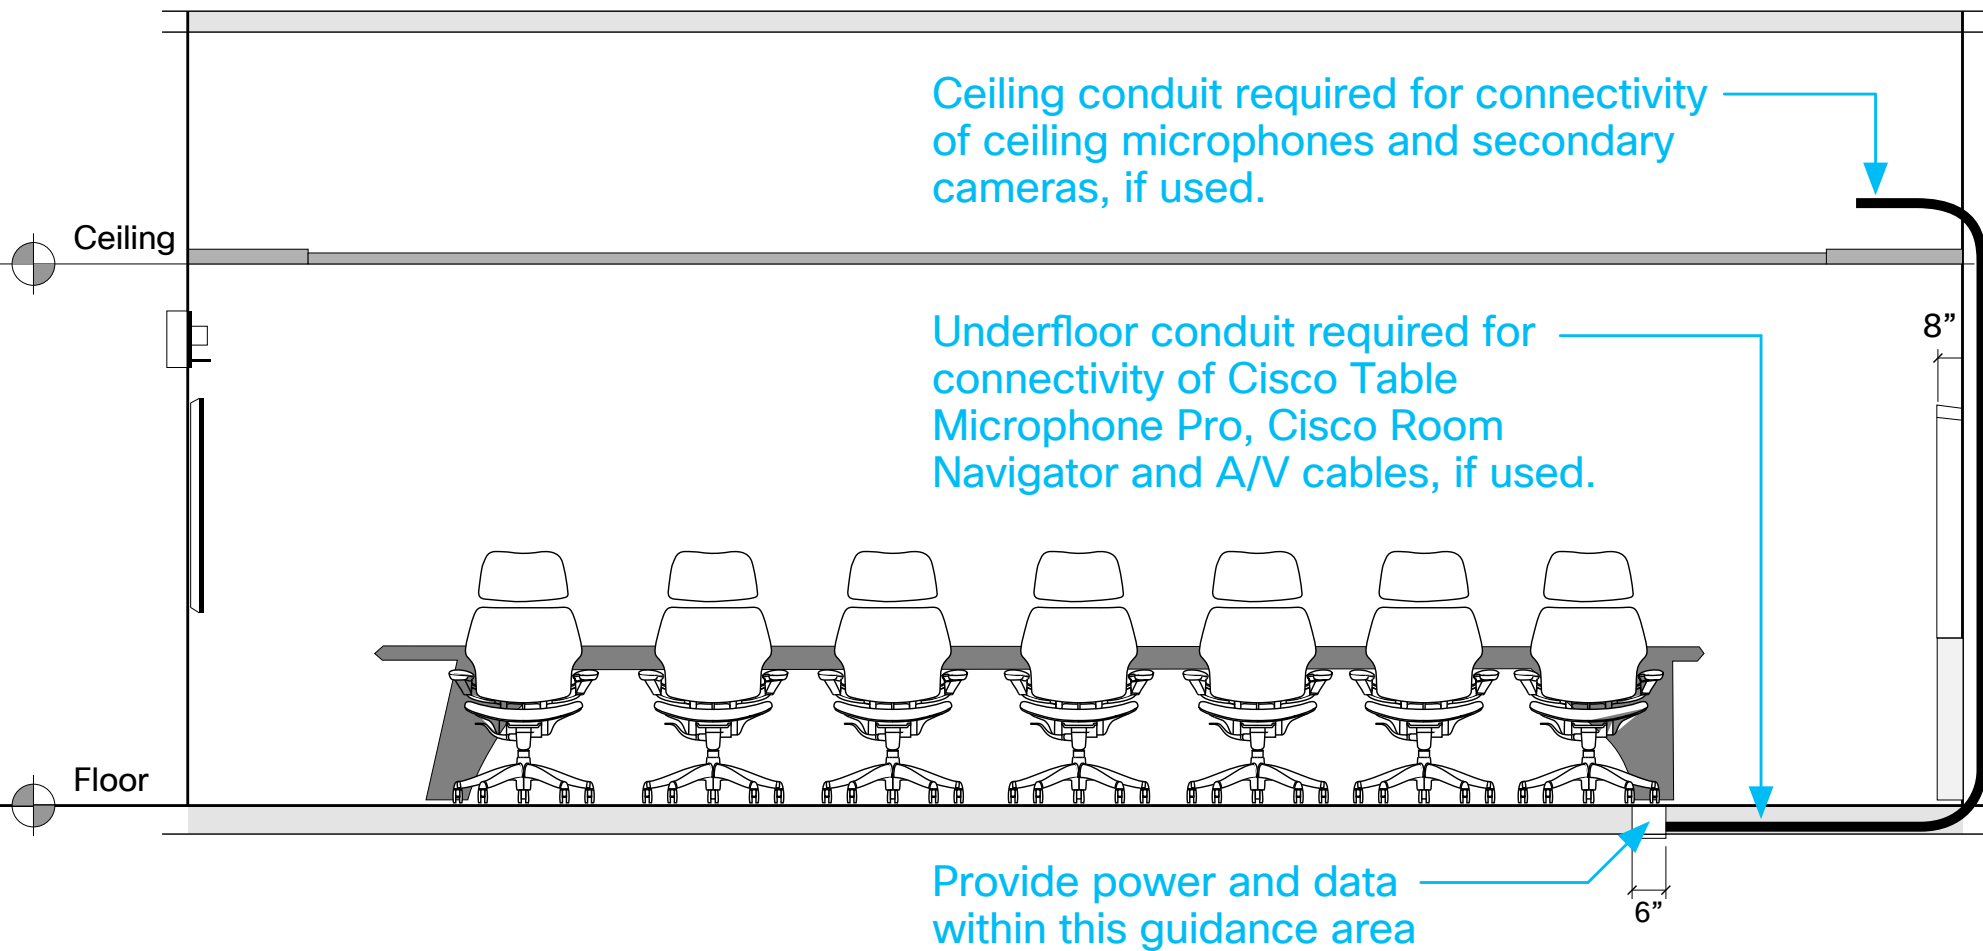 Ceiling conduit required for connectivity
of ceiling microphones and secondary
cameras, if used.
Ceiling
8”
Underfloor conduit required for
connectivity of Cisco Table
Microphone Pro, Cisco Room
Navigator and A/V cables, if used.
Floor
Provide power and data
within this guidance area
6”